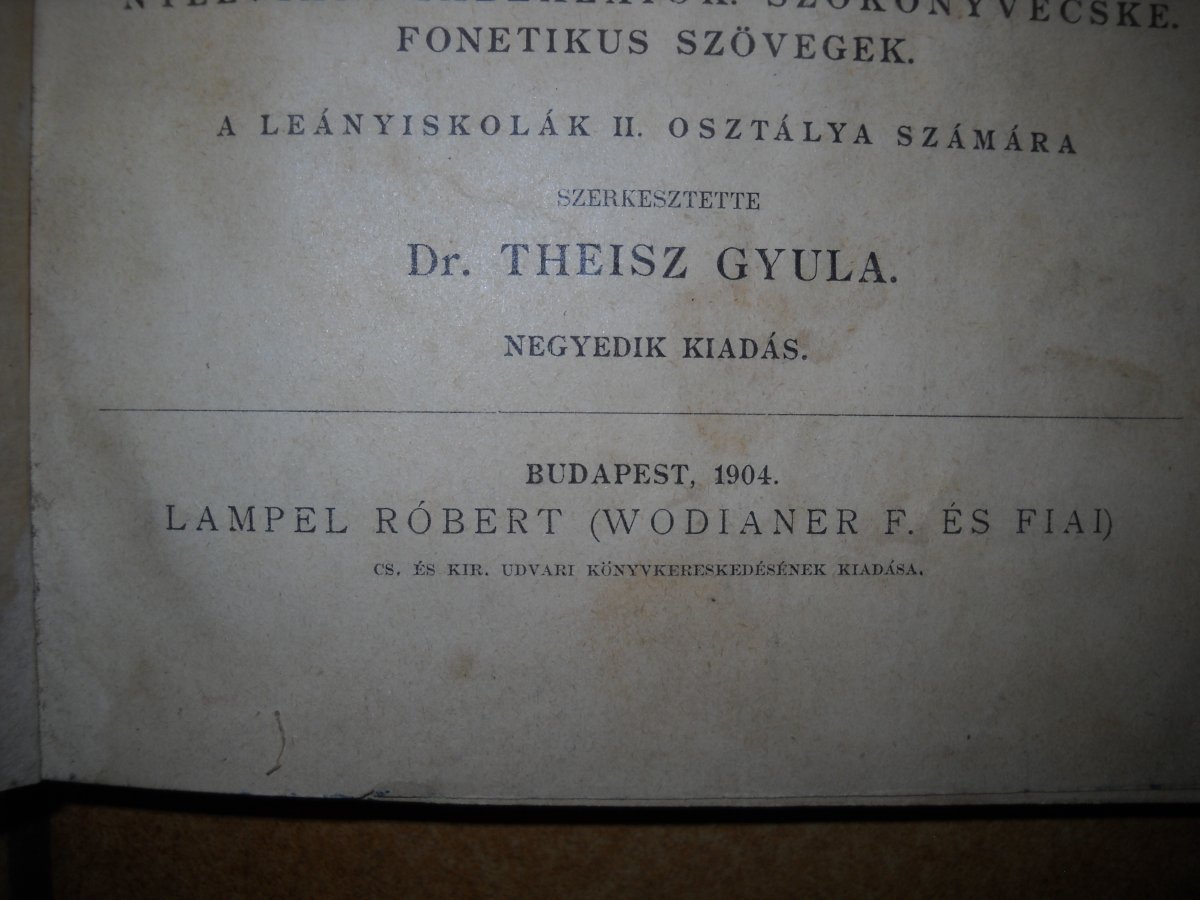 SZÓKÖNYVECSKE.
FONETIKUS SZÖVEGEK.
A LEÁNYISKOLÁK II. OSZTÁLYA SZÁMÁRA
SZERKESZTETTE
Dr. THEISZ GYULA.
NEGYEDIK KIADÁS.
BUDAPEST, 1904.
LAMPEL RÓBERT (WODIANER F. ÉS FIAI)
CS. ÉS KIR. UDVARI KÖNYVKERESKEDÉSÉNEK KIADÁSA.